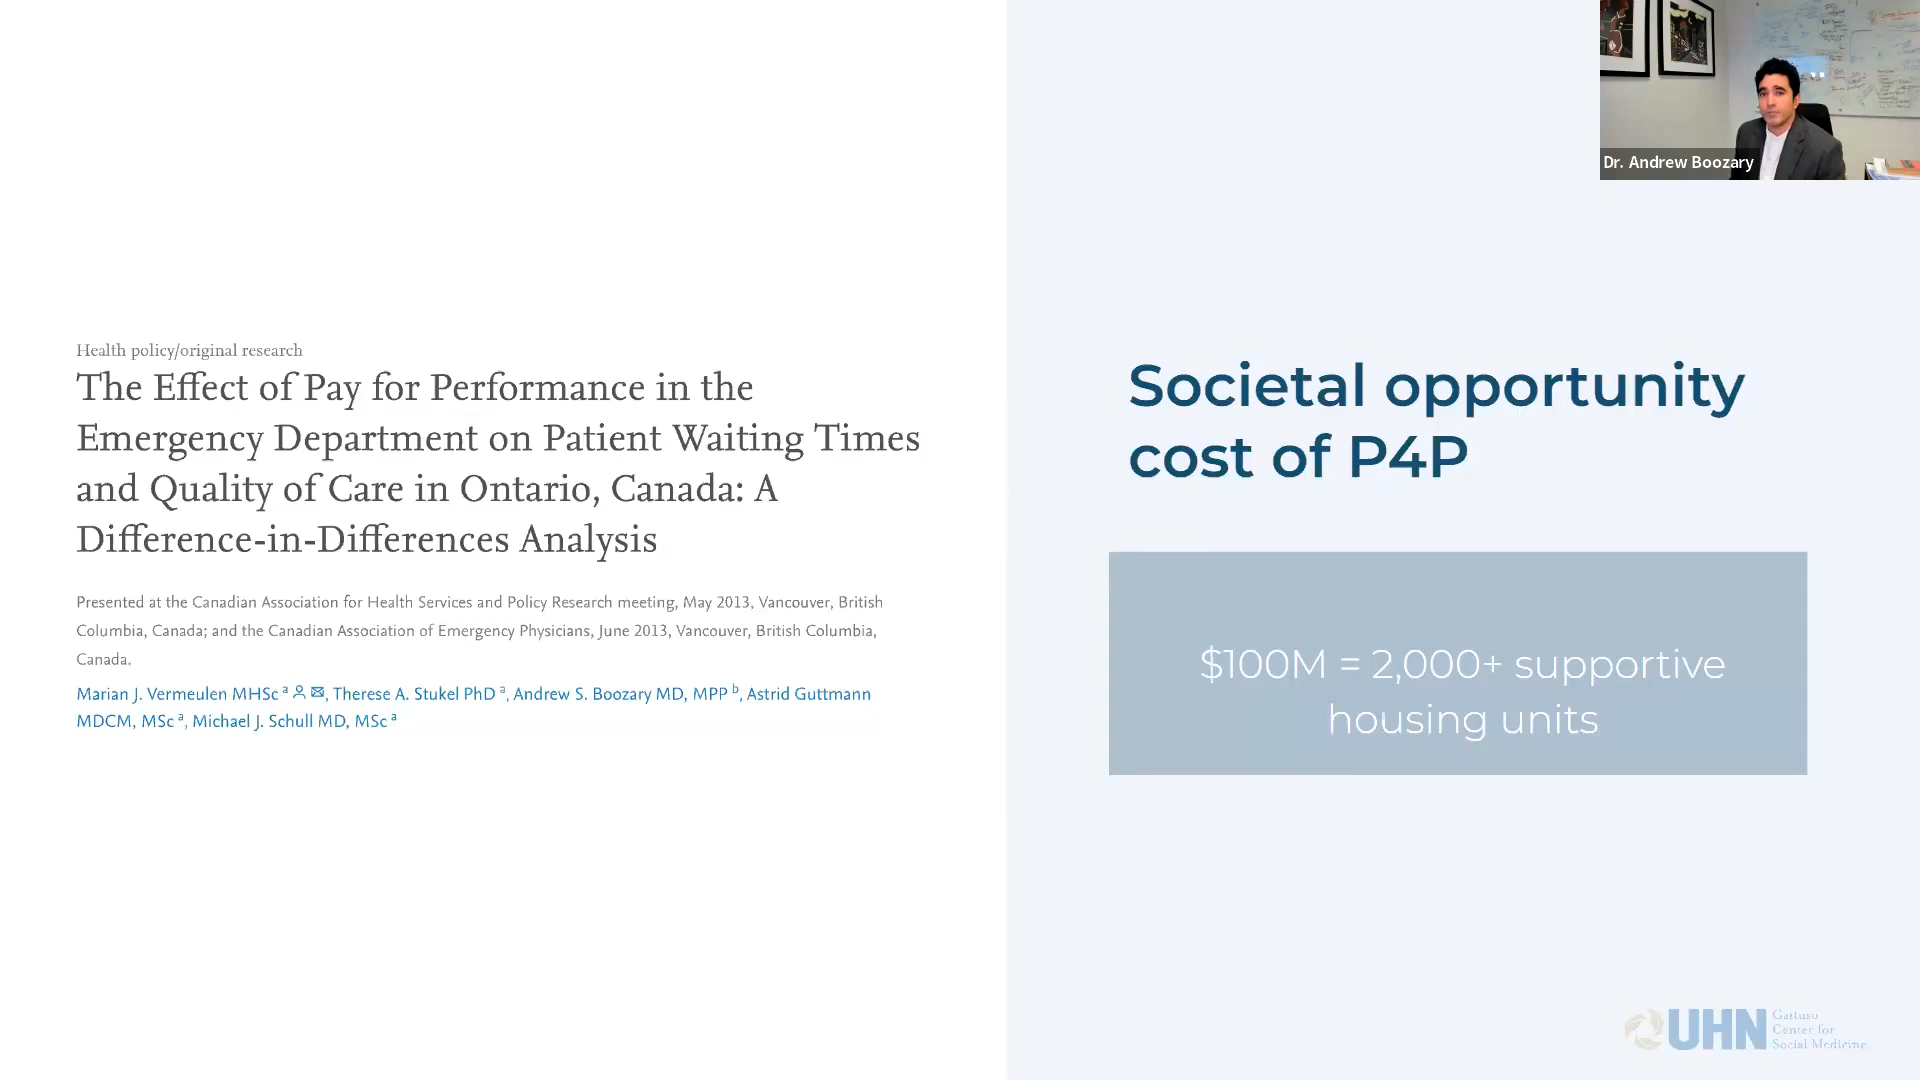 Dr. Andrew Boozary
Health policy/original research
The Effect of Pay for Performance in the
Emergency Department on Patient Waiting Times
and Quality of Care in Ontario, Canada: A
Difference-in-Differences Analysis
Presented at the Canadian Association for Health Services and Policy Research meeting, May 2013, Vancouver, British
Columbia, Canada; and the Canadian Association of Emergency Physicians, June 2013, Vancouver, British Columbia,
Canada.
Marian J. Vermeulen MHSc a, Therese A. Stukel PhD a, Andrew S. Boozary MD, MPP b, Astrid Guttmann
MDCM, MSc a, Michael J. Schull MD, MSc a
Societal opportunity
cost of P4P
$100M = 2,000+ supportive
housing units
UHN
Gattuso
Center for
Social Medicine